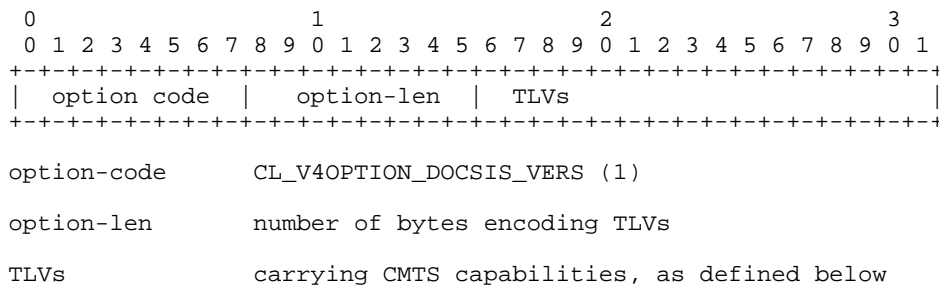 0                   1                   2                   3
0 1 2 3 4 5 6 7 8 9 0 1 2 3 4 5 6 7 8 9 0 1 2 3 4 5 6 7 8 9 0 1
+-+-+-+-+-+-+-+-+-+-+-+-+-+-+-+-+-+-+-+-+-+-+-+-+-+-+-+-+-+-+-+-+
|  option code  |   option-len  |  TLVs                         |
+-+-+-+-+-+-+-+-+-+-+-+-+-+-+-+-+-+-+-+-+-+-+-+-+-+-+-+-+-+-+-+-+
option-code      CL_V4OPTION_DOCSIS_VERS (1)
option-len       number of bytes encoding TLVs
TLVs             carrying CMTS capabilities, as defined below